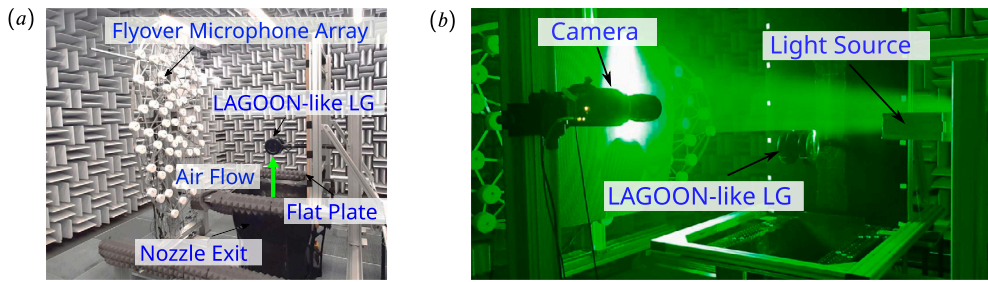 (a)
Flyover Microphone Array
LAGOON-like LG
Air Flow
Flat Plate
Nozzle Exit
(b)
Camera
Light Source
LAGOON-like LG